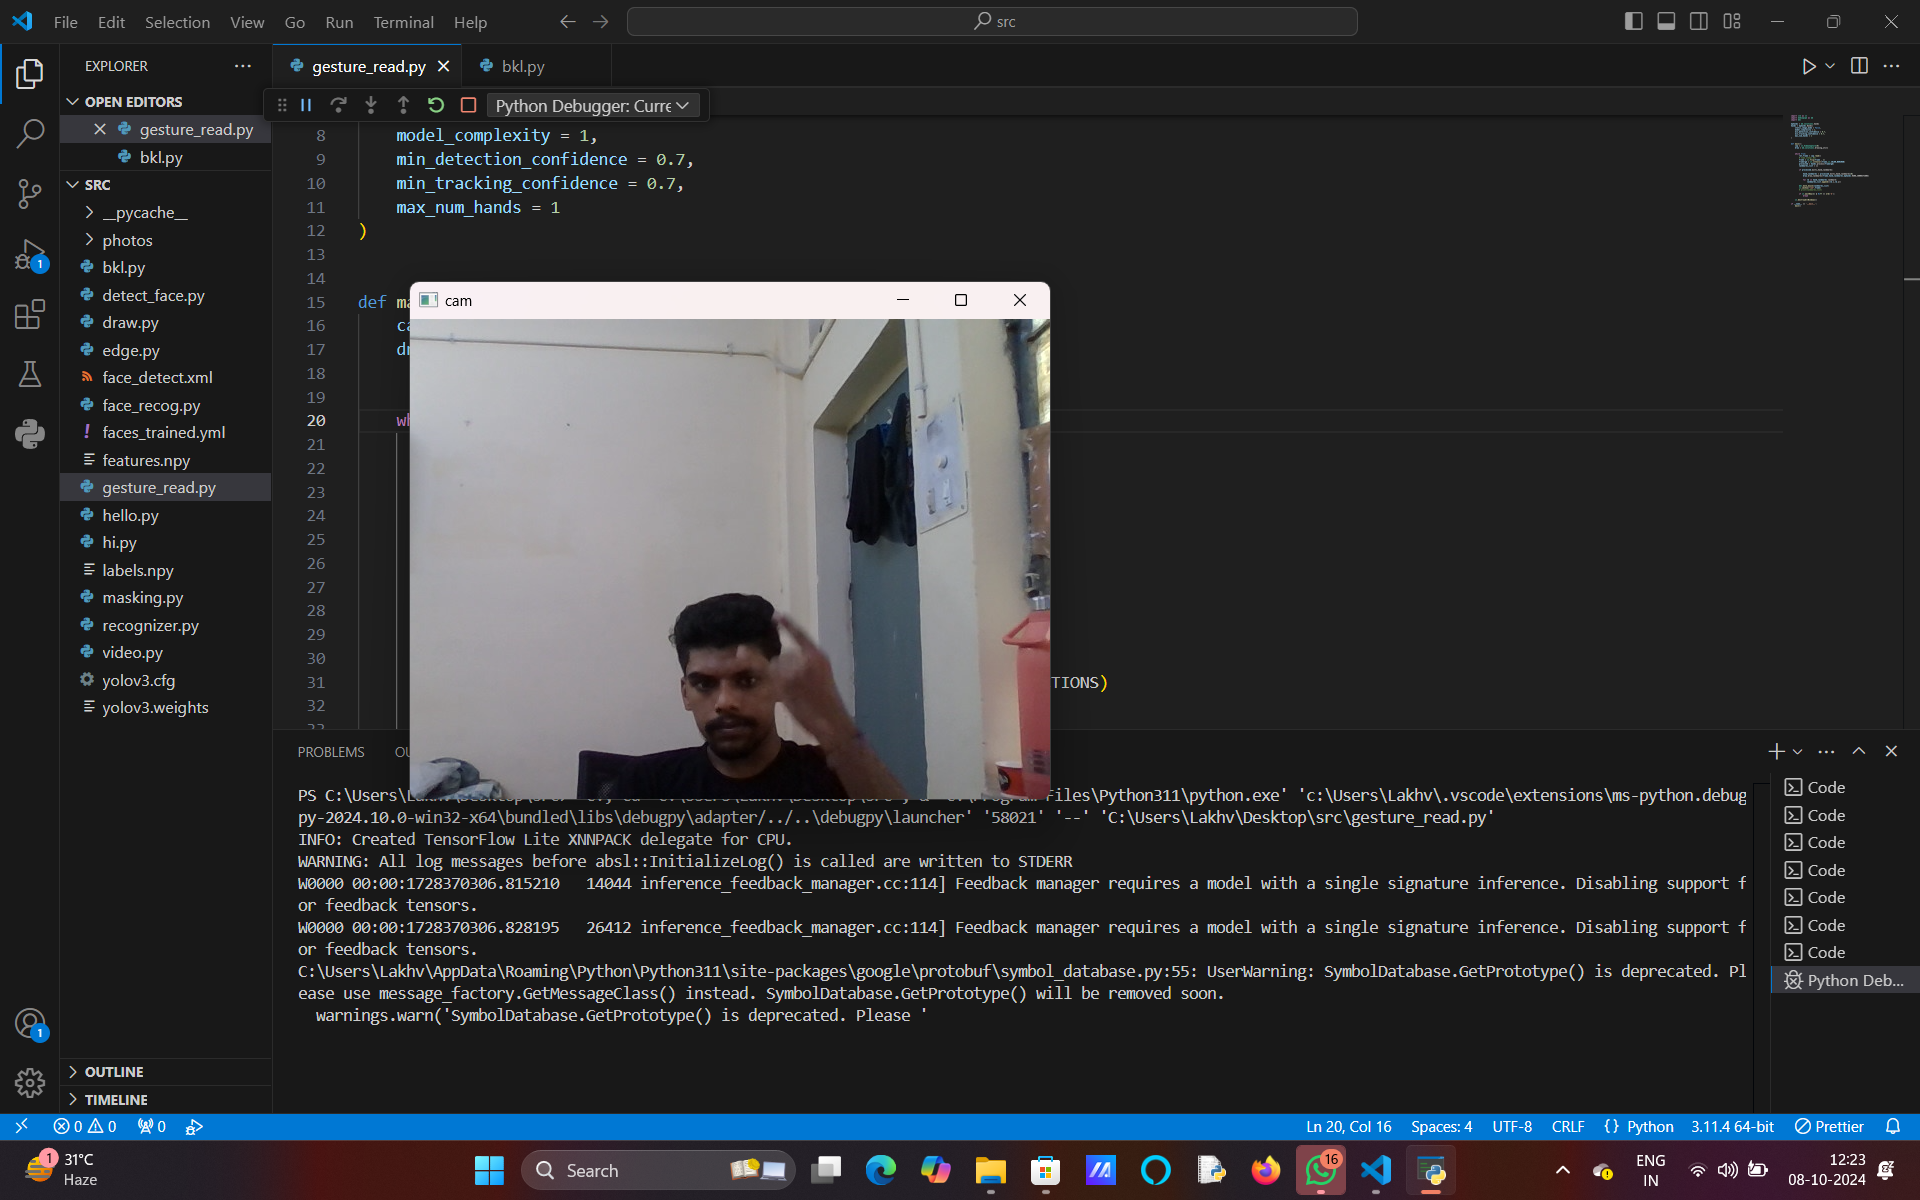 File Edit Selection View Go Run Terminal Help
src
EXPLORER
gesture_read.py
bkl.py
OPEN EDITORS
gesture_read.py
bkl.py
Python Debugger: Curre
SRC
__pycache__
photos
bkl.py
detect_face.py
draw.py
edge.py
face_detect.xml
face_recog.py
faces_trained.yml
features.npy
gesture_read.py
hello.py
hi.py
labels.npy
masking.py
recognizer.py
video.py
yolov3.cfg
yolov3.weights
OUTLINE
TIMELINE
8 model_complexity = 1,
9 min_detection_confidence = 0.7,
10 min_tracking_confidence = 0.7,
11 max_num_hands = 1
12 )
13
14
15 def
16
17
18
19
20
21
22
23
24
25
26
27
28
29
30
31 TIONS)
32
cam
PROBLEMS
PS C:\Users\
Files\Python311\python.exe' 'c:\Users\Lakhv\.vscode\extensions\ms-python.debug
py-2024.10.0-win32-x64\bundled\libs\debugpy\adapter/../..\debugpy\launcher' '58021' '--' 'C:\Users\Lakhv\Desktop\src\gesture_read.py'
INFO: Created TensorFlow Lite XNNPACK delegate for CPU.
WARNING: All log messages before absl::InitializeLog() is called are written to STDERR
W0000 00:00:1728370306.815210 14044 inference_feedback_manager.cc:114] Feedback manager requires a model with a single signature inference. Disabling support f
or feedback tensors.
W0000 00:00:1728370306.828195 26412 inference_feedback_manager.cc:114] Feedback manager requires a model with a single signature inference. Disabling support f
or feedback tensors.
C:\Users\Lakhv\AppData\Roaming\Python\Python311\site-packages\google\protobuf\symbol_database.py:55: UserWarning: SymbolDatabase.GetPrototype() is deprecated. Pl
ease use message_factory.GetMessageClass() instead. SymbolDatabase.GetPrototype() will be removed soon.
warnings.warn('SymbolDatabase.GetPrototype() is deprecated. Please '
Code
Code
Code
Code
Code
Code
Code
Python Deb...
1
1
0 0 0
Ln 20, Col 16 Spaces: 4 UTF-8 CRLF {} Python 3.11.4 64-bit Prettier
1
31°C
Haze
Search
16
ENG
IN
12:23
08-10-2024